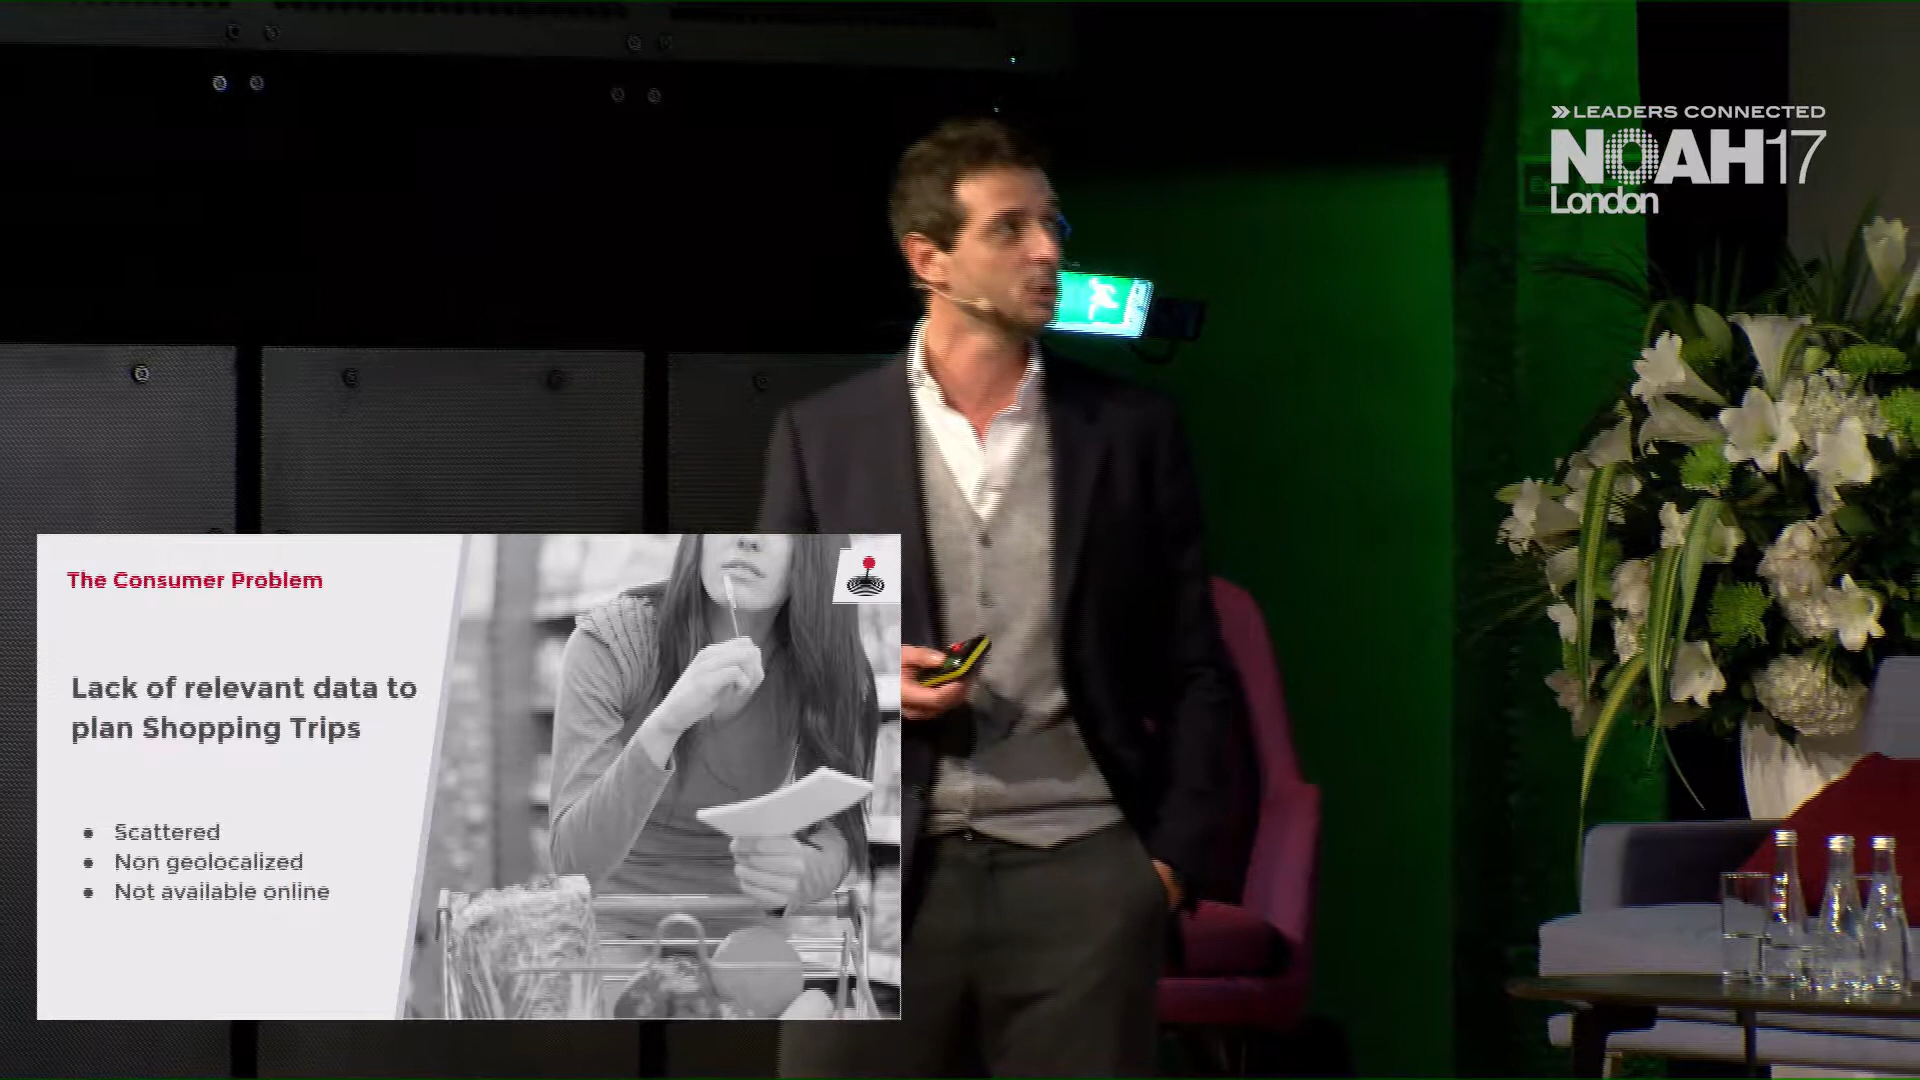 LEADERS CONNECTED
NOAH17
London
The Consumer Problem
Lack of relevant data to
plan Shopping Trips
● Scattered
● Non geolocalized
● Not available online